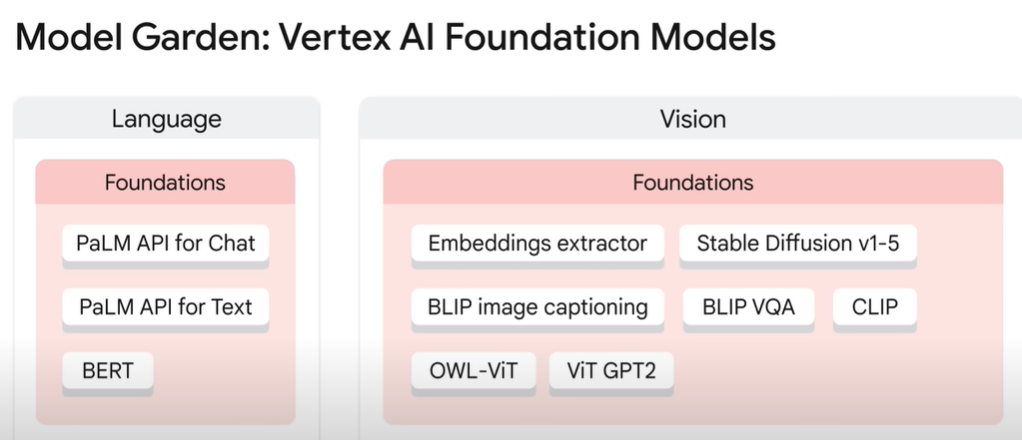 Model Garden: Vertex AI Foundation Models
Language
Foundations
PaLM API for Chat
PaLM API for Text
BERT
Vision
Foundations
Embeddings extractor
Stable Diffusion v1-5
BLIP image captioning
BLIP VQA
CLIP
OWL-ViT
ViT GPT2